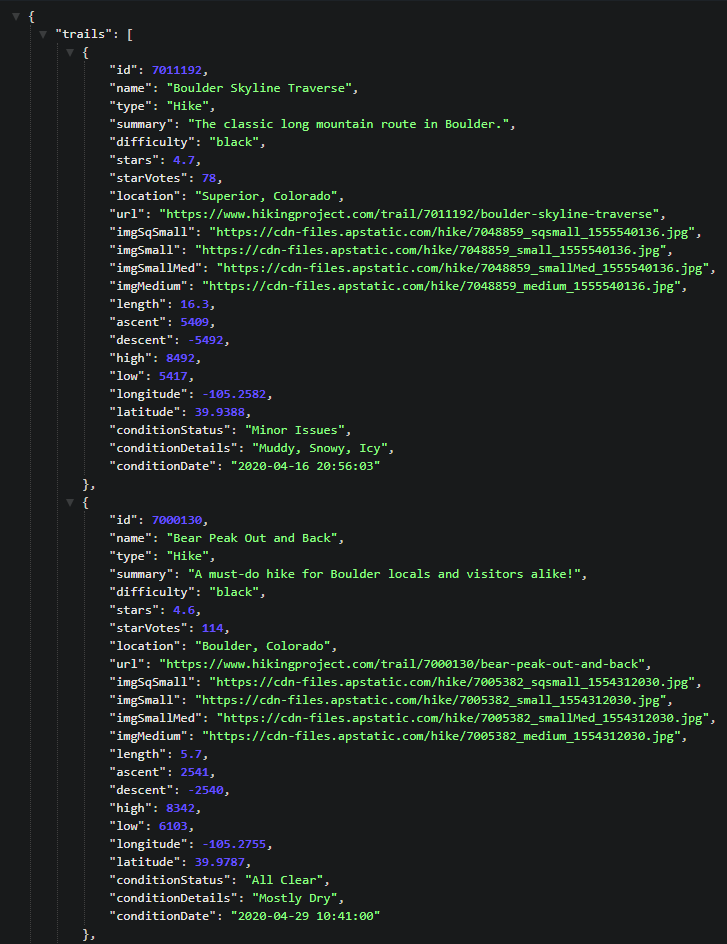 {
"trails": [
{
"id": 7011192,
"name": "Boulder Skyline Traverse",
"type": "Hike",
"summary": "The classic long mountain route in Boulder.",
"difficulty": "black",
"stars": 4.7,
"starVotes": 78,
"location": "Superior, Colorado",
"url": "https://www.hikingproject.com/trail/7011192/boulder-skyline-traverse",
"imgSqSmall": "https://cdn-files.apstatic.com/hike/7048859_sqsmall_1555540136.jpg",
"imgSmall": "https://cdn-files.apstatic.com/hike/7048859_small_1555540136.jpg",
"imgSmallMed": "https://cdn-files.apstatic.com/hike/7048859_smallMed_1555540136.jpg",
"imgMedium": "https://cdn-files.apstatic.com/hike/7048859_medium_1555540136.jpg",
"length": 16.3,
"ascent": 5409,
"descent": -5492,
"high": 8492,
"low": 5417,
"longitude": -105.2582,
"latitude": 39.9388,
"conditionStatus": "Minor Issues",
"conditionDetails": "Muddy, Snowy, Icy",
"conditionDate": "2020-04-16 20:56:03"
},
{
"id": 7000130,
"name": "Bear Peak Out and Back",
"type": "Hike",
"summary": "A must-do hike for Boulder locals and visitors alike!",
"difficulty": "black",
"stars": 4.6,
"starVotes": 114,
"location": "Boulder, Colorado",
"url": "https://www.hikingproject.com/trail/7000130/bear-peak-out-and-back",
"imgSqSmall": "https://cdn-files.apstatic.com/hike/7005382_sqsmall_1554312030.jpg",
"imgSmall": "https://cdn-files.apstatic.com/hike/7005382_small_1554312030.jpg",
"imgSmallMed": "https://cdn-files.apstatic.com/hike/7005382_smallMed_1554312030.jpg",
"imgMedium": "https://cdn-files.apstatic.com/hike/7005382_medium_1554312030.jpg",
"length": 5.7,
"ascent": 2541,
"descent": -2540,
"high": 8342,
"low": 6103,
"longitude": -105.2755,
"latitude": 39.9787,
"conditionStatus": "All Clear",
"conditionDetails": "Mostly Dry",
"conditionDate": "2020-04-29 10:41:00"
},